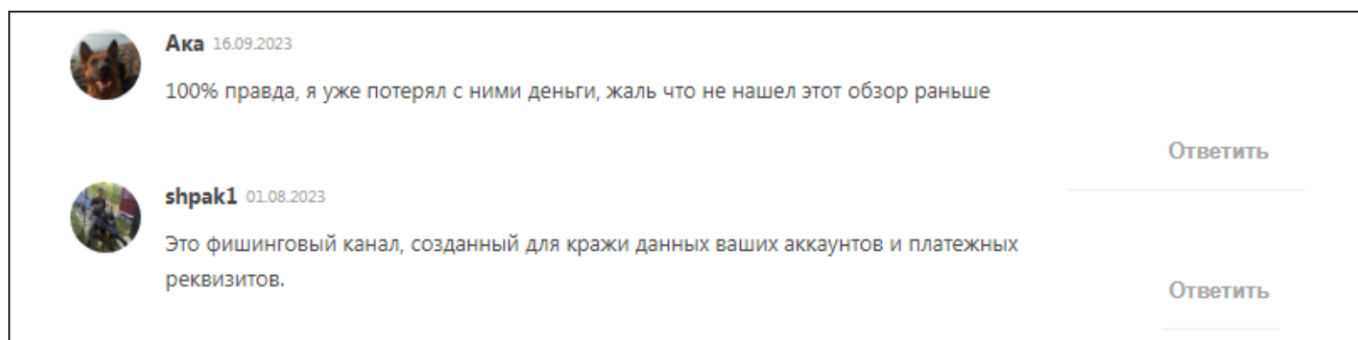 Ака 16.09.2023
100% правда, я уже потерял с ними деньги, жаль что не нашел этот обзор раньше
Ответить
shpak1 01.08.2023
Это фишинговый канал, созданный для кражи данных ваших аккаунтов и платежных
реквизитов.
Ответить